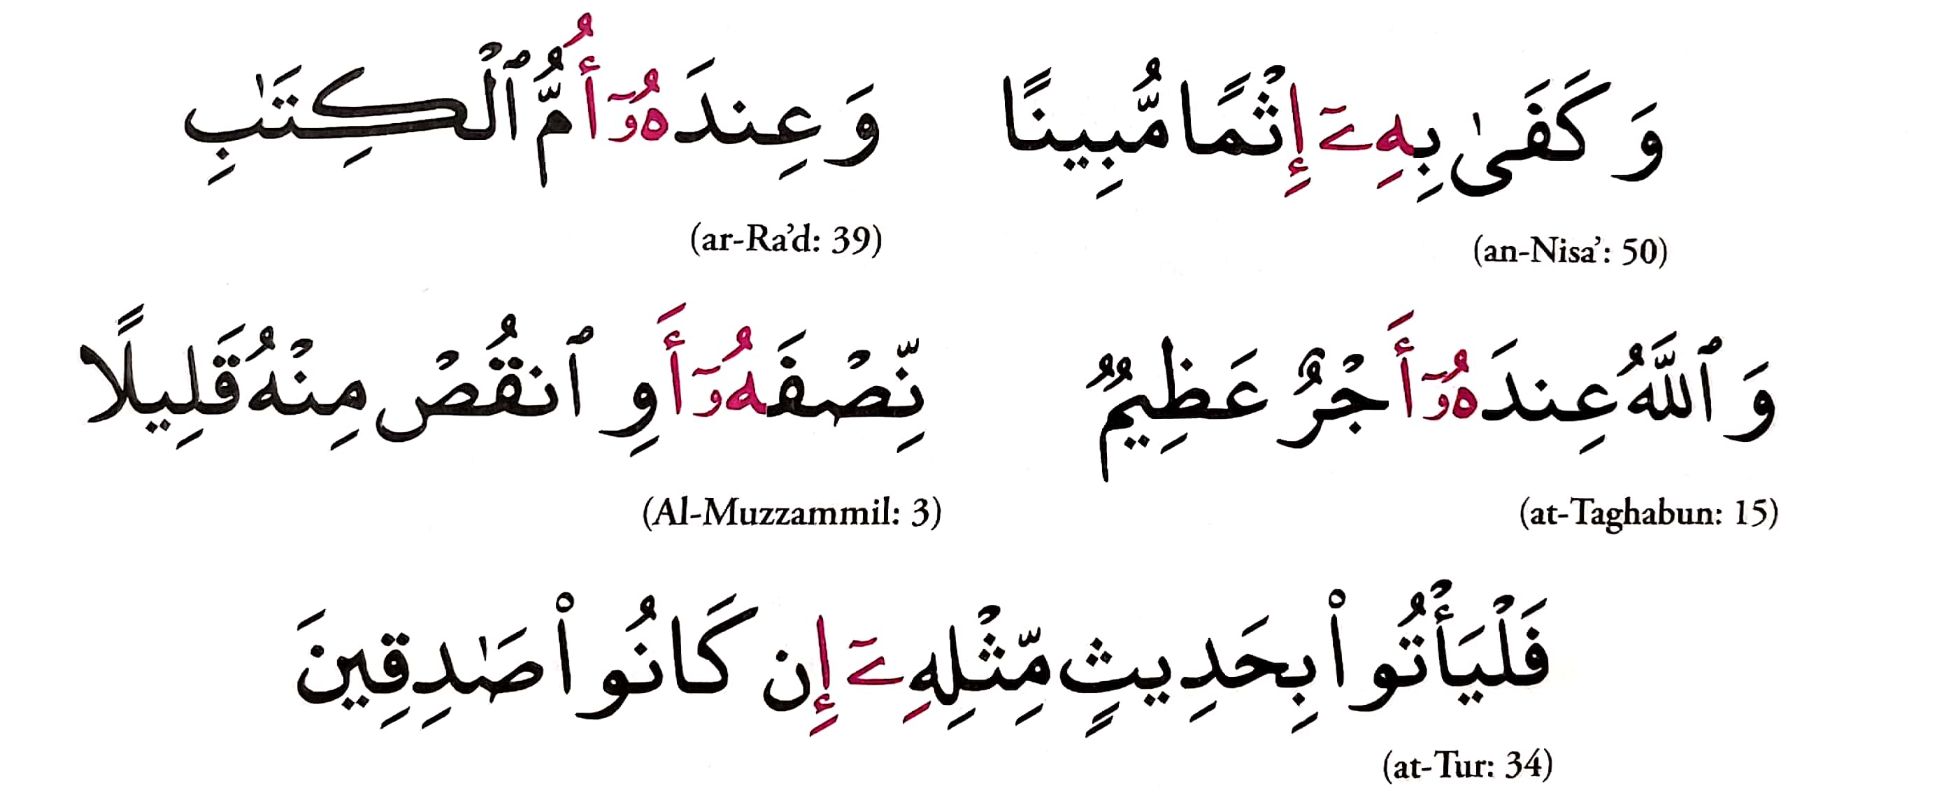 وَكَفَىٰ بِهِۦٓ إِثْمًا مُّبِينًا
وَعِندَهُۥٓ أُمُّ ٱلْكِتَـٰبِ
(an-Nisa’: 50)
(ar-Ra’d: 39)
وَٱللَّهُ عِندَهُۥٓ أَجْرٌ عَظِيمٌ
نِّصْفَهُۥٓ أَوِ ٱنقُصْ مِنْهُ قَلِيلًا
(at-Taghabun: 15)
(Al-Muzzammil: 3)
فَلْيَأْتُوا۟ بِحَدِيثٍ مِّثْلِهِۦٓ إِن كَانُوا۟ صَـٰدِقِينَ
(at-Tur: 34)